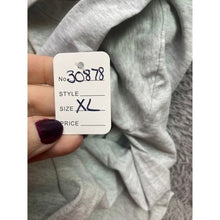 No. 30878
STYLE
SIZE XL
PRICE